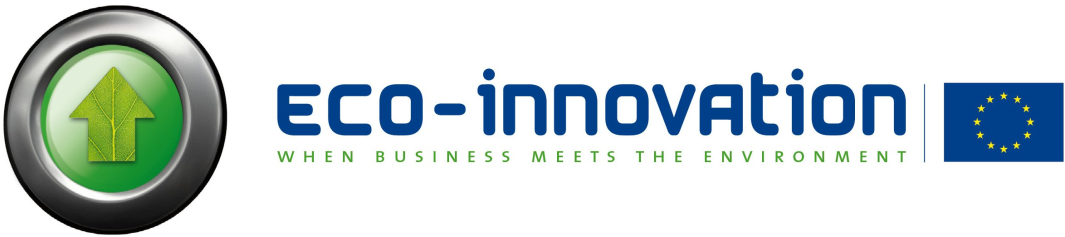 eco-innovation
WHEN BUSINESS MEETS THE ENVIRONMENT